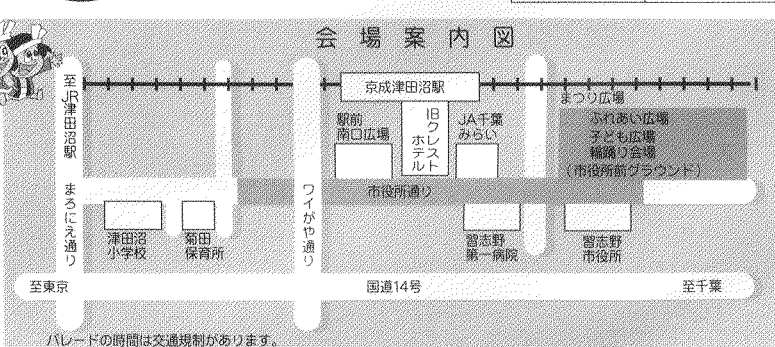 会場案内図
至JR津田沼駅
京成津田沼駅
まつり広場
ふれあい広場
子ども広場
輪踊り会場
(市役所前グラウンド)
駅前
南口広場
旧クレスト
ホテル
JA千葉
みらい
まろにえ通り
ワイがや通り
市役所通り
津田沼
小学校
菊田
保育所
習志野
第一病院
習志野
市役所
至東京
国道14号
至千葉
パレードの時間は交通規制があります。